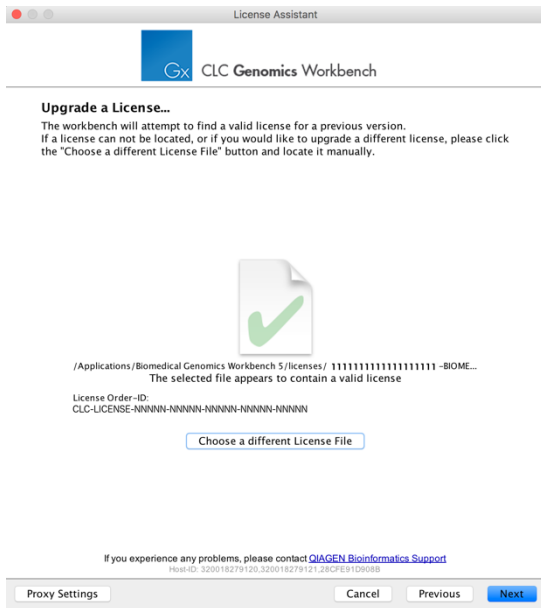 License Assistant
Gx CLC Genomics Workbench
Upgrade a License...
The workbench will attempt to find a valid license for a previous version.
If a license can not be located, or if you would like to upgrade a different license, please click
the "Choose a different License File" button and locate it manually.
/Applications/Biomedical Genomics Workbench 5/licenses/ 1111111111111111111 -BIOME...
The selected file appears to contain a valid license
License Order-ID:
CLC-LICENSE-NNNNN-NNNNN-NNNNN-NNNNN-NNNNN
Choose a different License File
If you experience any problems, please contact QIAGEN Bioinformatics Support
Host-ID: 320018279120,320018279121,28CFE91D908B
Proxy Settings Cancel Previous Next